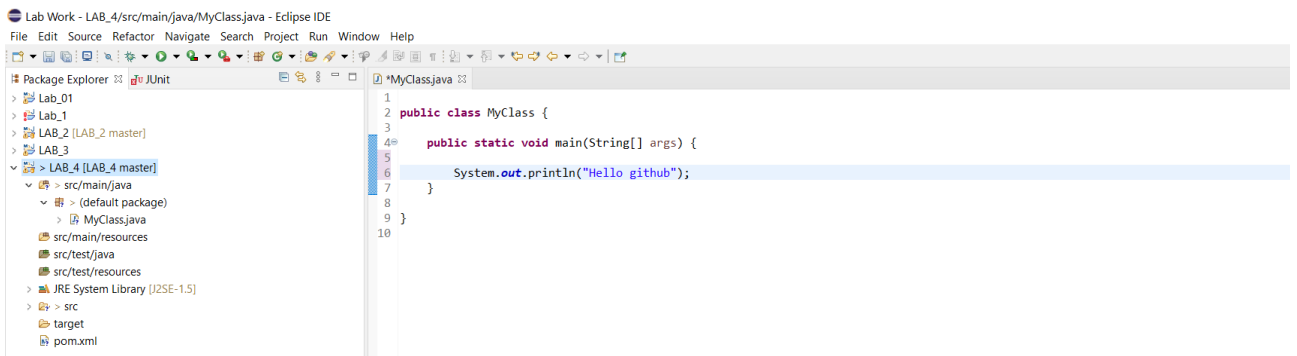 Lab Work - LAB_4/src/main/java/MyClass.java - Eclipse IDE
File Edit Source Refactor Navigate Search Project Run Window Help
Package Explorer JUnit
Lab_01
Lab_1
LAB_2 [LAB_2 master]
LAB_3
> LAB_4 [LAB_4 master]
> src/main/java
> (default package)
MyClass.java
src/main/resources
src/test/java
src/test/resources
JRE System Library [J2SE-1.5]
> src
target
pom.xml
*MyClass.java
1
2 public class MyClass {
3
4 public static void main(String[] args) {
5
6 System.out.println("Hello github");
7 }
8
9 }
10